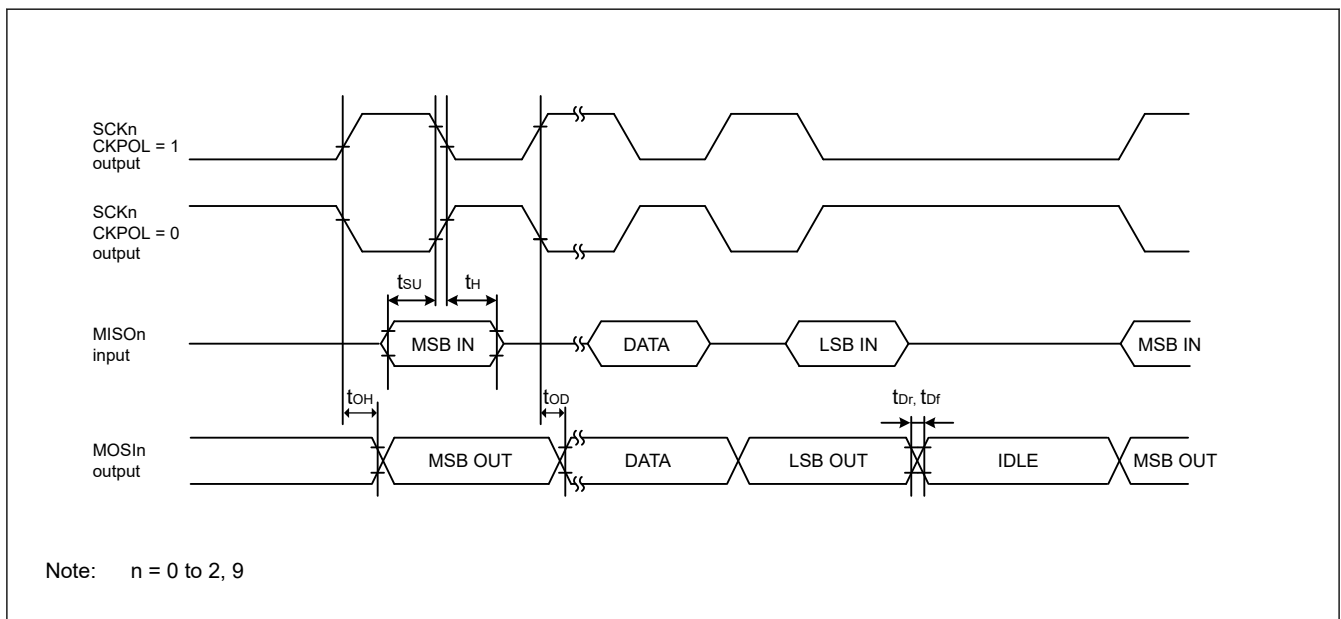 SCKn
CKPOL = 1
output
SCKn
CKPOL = 0
output
tSU
tH
MISOn
input
MSB IN
DATA
LSB IN
MSB IN
tOH
tOD
tDr, tDf
MOSIn
output
MSB OUT
DATA
LSB OUT
IDLE
MSB OUT
Note: n = 0 to 2, 9